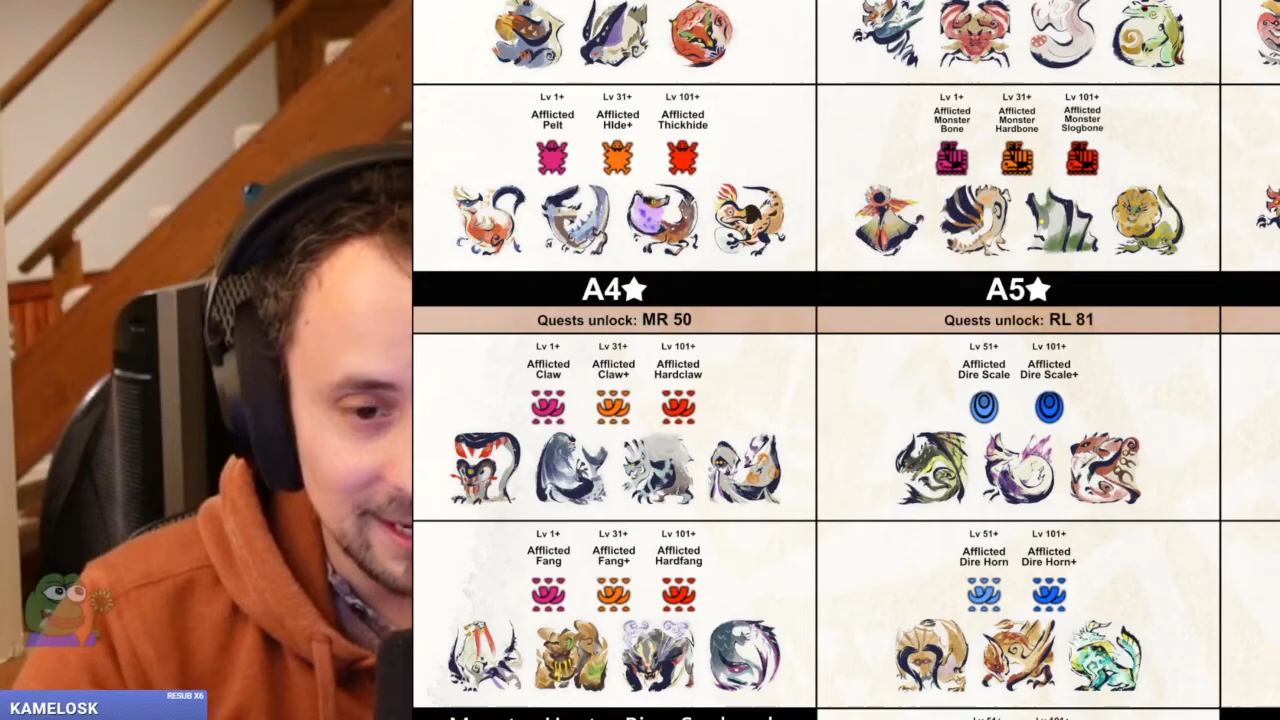 Lv 1+ Lv 31+ Lv 101+
Afflicted Afflicted Afflicted
Pelt HIde+ Thickhide
Lv 1+ Lv 31+ Lv 101+
Afflicted Afflicted Afflicted
Monster Monster Monster
Bone Hardbone Slogbone
A4★
A5★
Quests unlock: MR 50
Quests unlock: RL 81
Lv 1+ Lv 31+ Lv 101+
Afflicted Afflicted Afflicted
Claw Claw+ Hardclaw
Lv 51+ Lv 101+
Afflicted Afflicted
Dire Scale Dire Scale+
Lv 1+ Lv 31+ Lv 101+
Afflicted Afflicted Afflicted
Fang Fang+ Hardfang
Lv 51+ Lv 101+
Afflicted Afflicted
Dire Horn Dire Horn+
RESUB X6
KAMELOSK